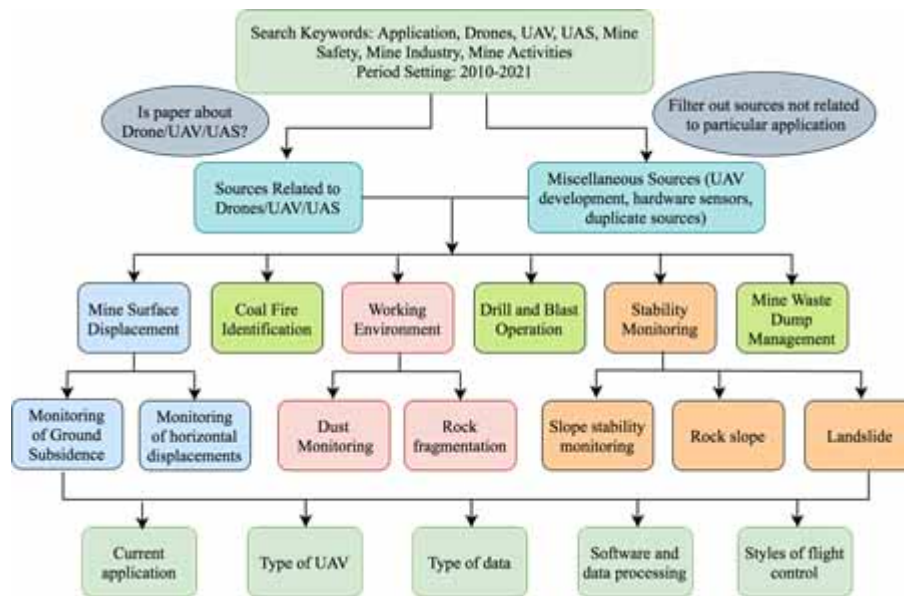 Search Keywords: Application, Drones, UAV, UAS, Mine
Safety, Mine Industry, Mine Activities
Period Setting: 2010-2021
Is paper about
Drone/UAV/UAS?
Filter out sources not related
to particular application
Sources Related to
Drones/UAV/UAS
Miscellaneous Sources (UAV
development, hardware sensors,
duplicate sources)
Mine Surface
Displacement
Coal Fire
Identification
Working
Environment
Drill and Blast
Operation
Stability
Monitoring
Mine Waste
Dump
Management
Monitoring
of Ground
Subsidence
Monitoring
of horizontal
displacements
Dust
Monitoring
Rock
fragmentation
Slope stability
monitoring
Rock slope
Landslide
Current
application
Type of UAV
Type of data
Software and
data processing
Styles of flight
control